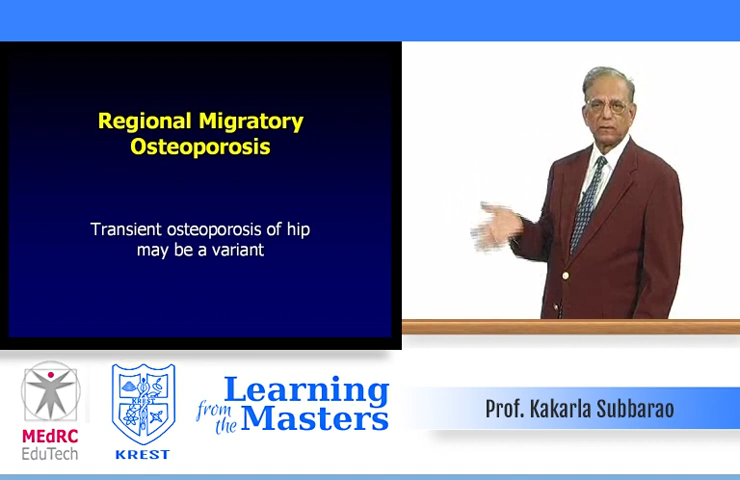 Regional Migratory
Osteoporosis
Transient osteoporosis of hip
may be a variant
MEdRC
EduTech
KREST
KREST
Learning
from the Masters
Prof. Kakarla Subbarao